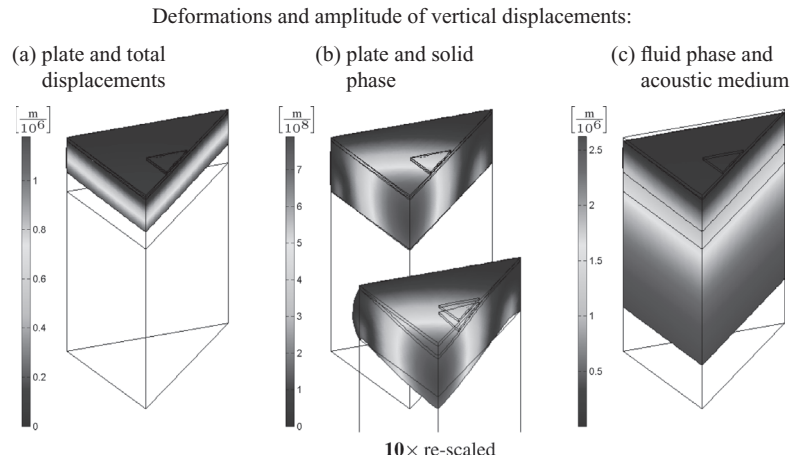 Deformations and amplitude of vertical displacements:
(a) plate and total
displacements
(b) plate and solid
phase
(c) fluid phase and
acoustic medium
[m/10^6]
1
0.8
0.6
0.4
0.2
0
[m/10^8]
7
6
5
4
3
2
1
0
[m/10^6]
2.5
2
1.5
1
0.5
10× re-scaled